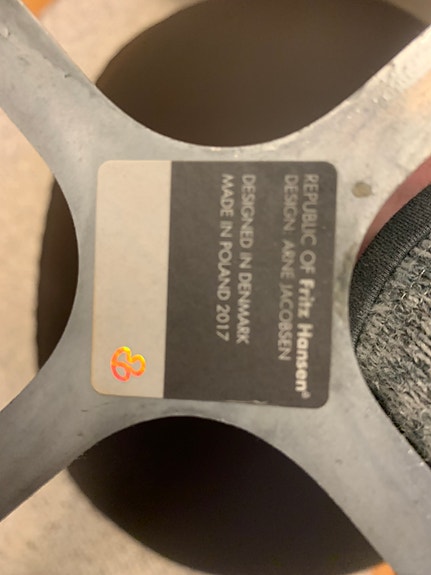 REPUBLIC OF Fritz Hansen®
DESIGN: ARNE JACOBSEN
DESIGNED IN DENMARK
MADE IN POLAND 2017